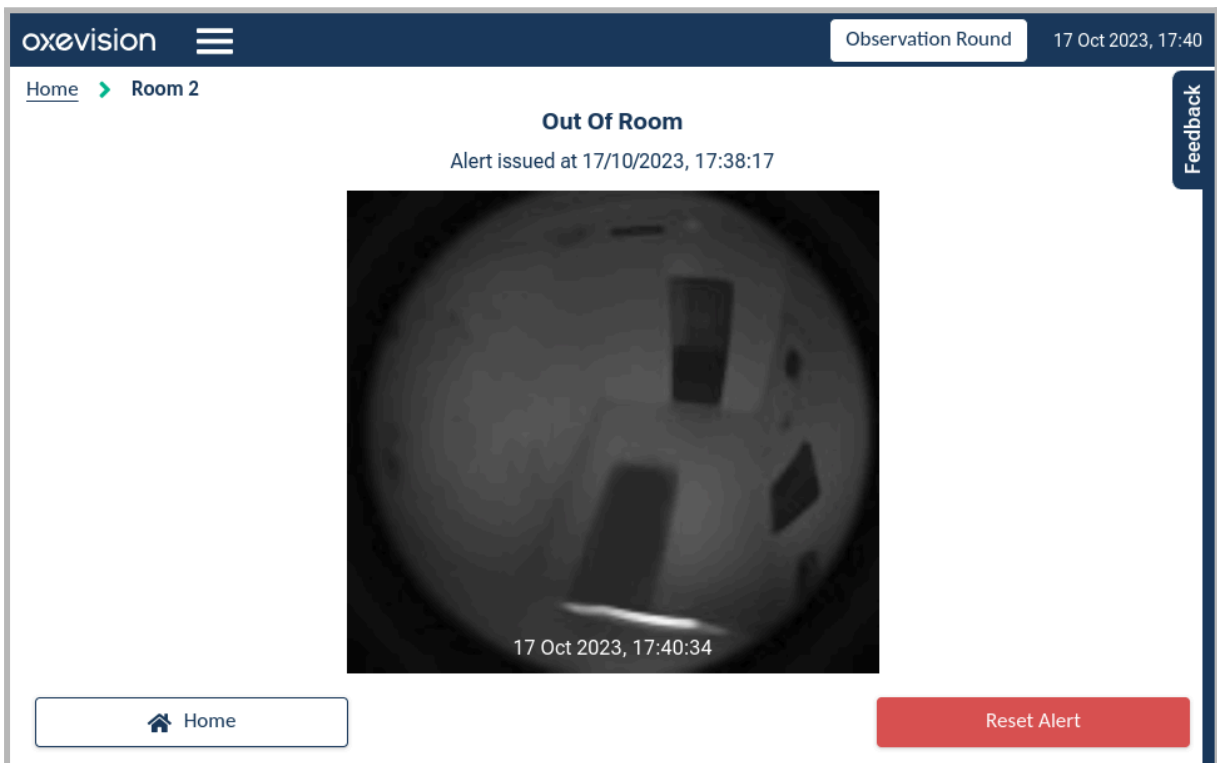 oxevision
Observation Round
17 Oct 2023, 17:40
Home
Room 2
Feedback
Out Of Room
Alert issued at 17/10/2023, 17:38:17
17 Oct 2023, 17:40:34
Home
Reset Alert